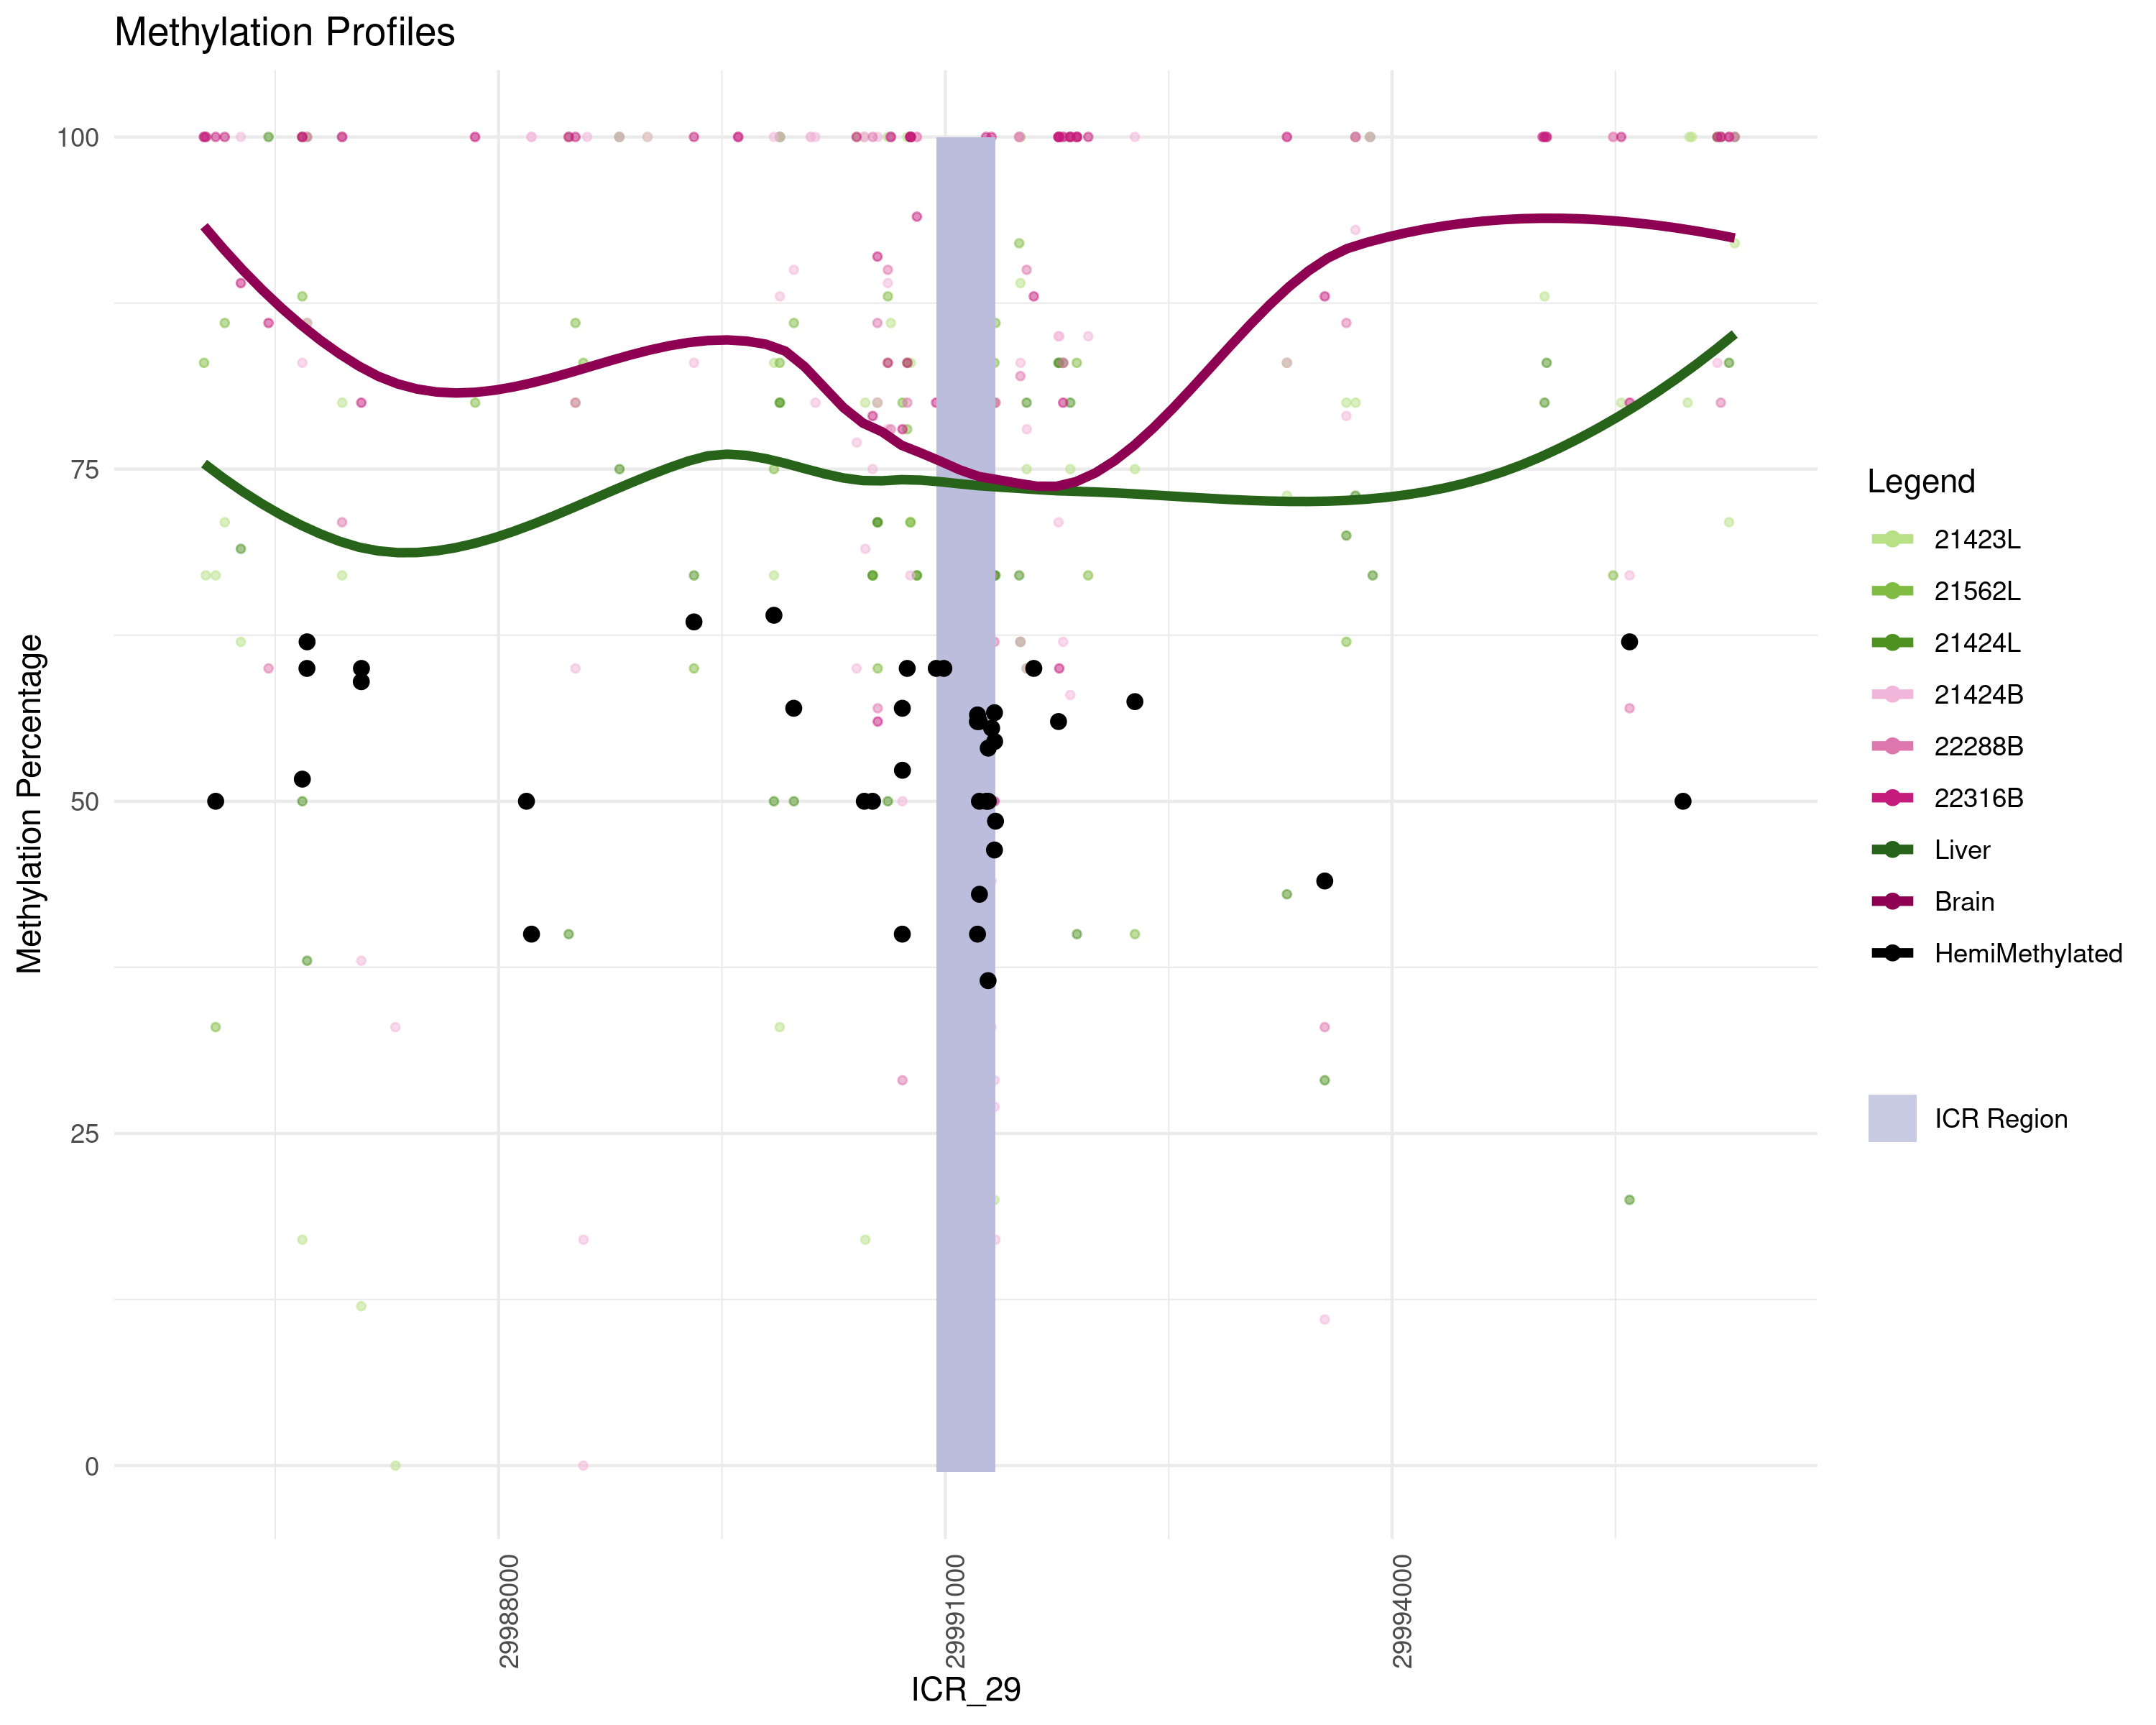 Methylation Profiles
Methylation Percentage
100
75
50
25
0
29988000
29991000
29994000
ICR_29
Legend
21423L
21562L
21424L
21424B
22288B
22316B
Liver
Brain
HemiMethylated
ICR Region